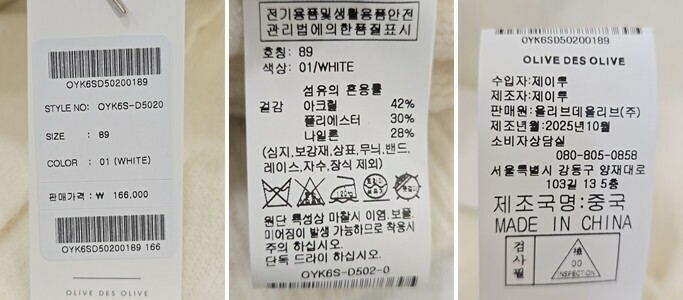 OYK6SD50200189
STYLE NO: OYK6S-D5020
SIZE : 89
COLOR : 01 (WHITE)
판매가격 : ₩ 166,000
OYK6SD50200189 166
OLIVE DES OLIVE
전기용품및생활용품안전
관리법에의한품질표시
호칭: 89
색상: 01/WHITE
섬유의 혼용률
겉감 아크릴 42%
폴리에스터 30%
나일론 28%
(심지,보강재,상표,무늬,밴드,
레이스,자수,장식 제외)
원단 특성상 마찰시 이염,보풀,
미어짐이 발생 가능하므로 착용시
주의 하십시오.
단독 드라이 하십시오.
OYK6S-D502-0
OYK6SD50200189
OLIVE DES OLIVE
수입자:제이투
제조자:제이투
판매원:올리브데올리브(주)
제조년월:2025년10월
소비자상담실
080-805-0858
서울특별시 강동구 양재대로
103길 13 5층
제조국명:중국
MADE IN CHINA
검사필
檢
00
INSPECTION